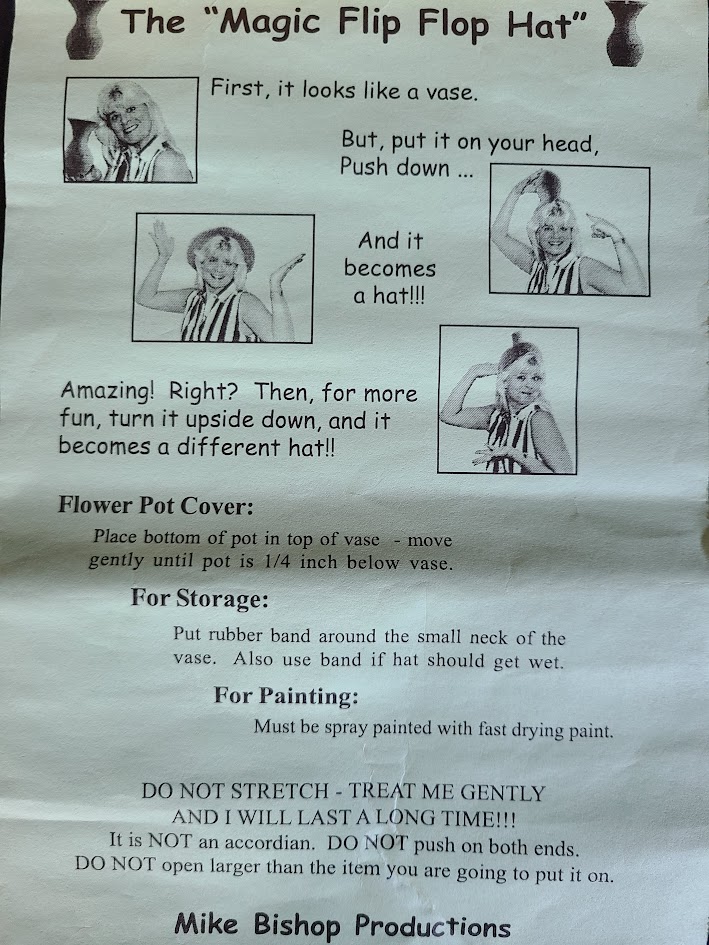 The "Magic Flip Flop Hat"
First, it looks like a vase.
But, put it on your head,
Push down ...
And it
becomes
a hat!!!
Amazing! Right? Then, for more
fun, turn it upside down, and it
becomes a different hat!!
Flower Pot Cover:
Place bottom of pot in top of vase - move
gently until pot is 1/4 inch below vase.
For Storage:
Put rubber band around the small neck of the
vase. Also use band if hat should get wet.
For Painting:
Must be spray painted with fast drying paint.
DO NOT STRETCH - TREAT ME GENTLY
AND I WILL LAST A LONG TIME!!!
It is NOT an accordian. DO NOT push on both ends.
DO NOT open larger than the item you are going to put it on.
Mike Bishop Productions